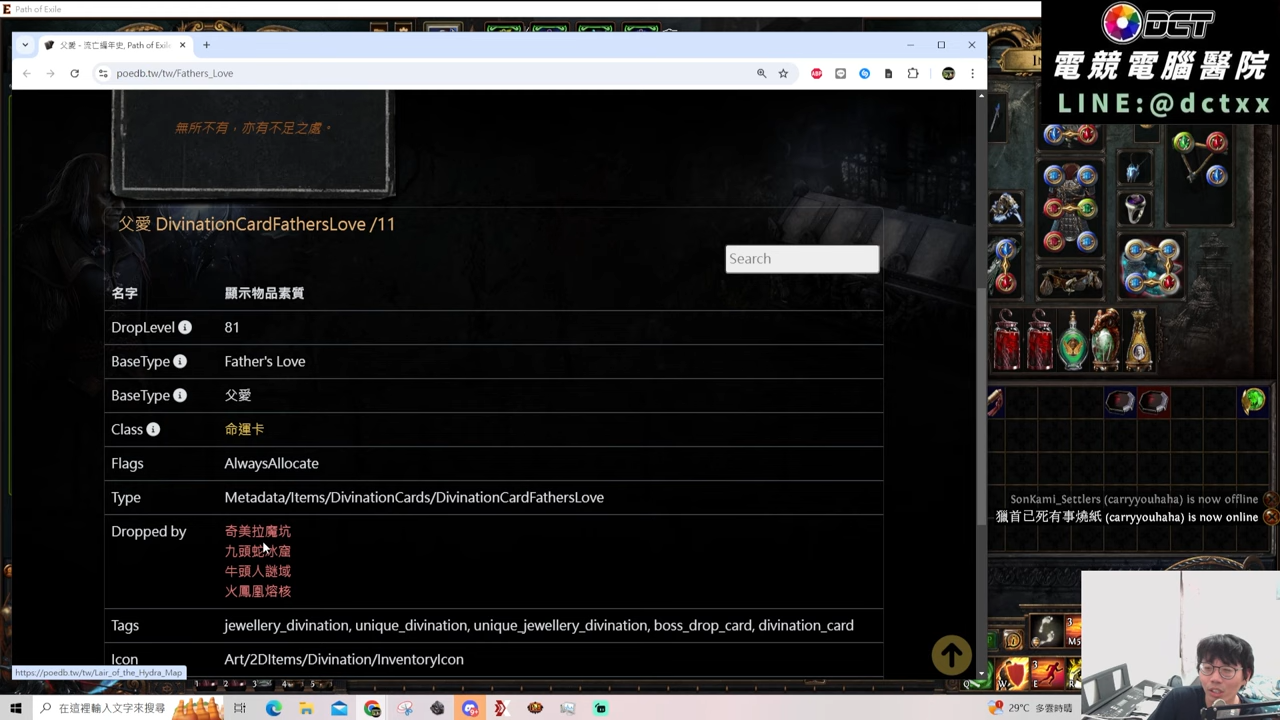 Path of Exile
父愛 - 流亡編年史, Path of Exile
poedb.tw/tw/Fathers_Love
ABP
DCT
電競電腦醫院
LINE:@dctxx
無所不有，亦有不足之處。
父愛 DivinationCardFathersLove /11
Search
名字 顯示物品素質
DropLevel 81
BaseType Father's Love
BaseType 父愛
Class 命運卡
Flags AlwaysAllocate
Type Metadata/Items/DivinationCards/DivinationCardFathersLove
Dropped by 奇美拉魔坑
九頭蛇冰窟
牛頭人謎域
火鳳凰熔核
Tags jewellery_divination, unique_divination, unique_jewellery_divination, boss_drop_card, divination_card
Icon Art/2DItems/Divination/InventoryIcon
https://poedb.tw/tw/Lair_of_the_Hydra_Map
SonKami_Settlers (carryyouhaha) is now offline
獵首已死有事燒紙 (carryyouhaha) is now online
在這裡輸入文字來搜尋
29°C 多雲時晴